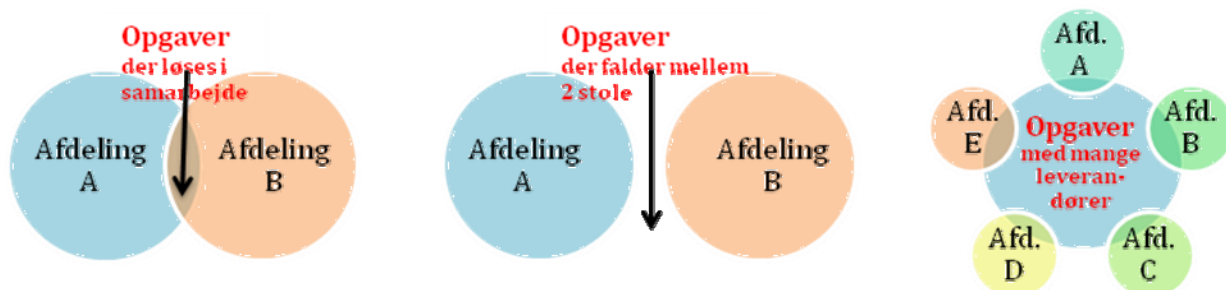 Opgaver
der løses i
samarbejde
Afdeling
A
Afdeling
B
Opgaver
der falder mellem
2 stole
Afdeling
A
Afdeling
B
Afd.
A
Afd.
B
Afd.
C
Afd.
D
Afd.
E
Opgaver
med mange
leveran-
dører